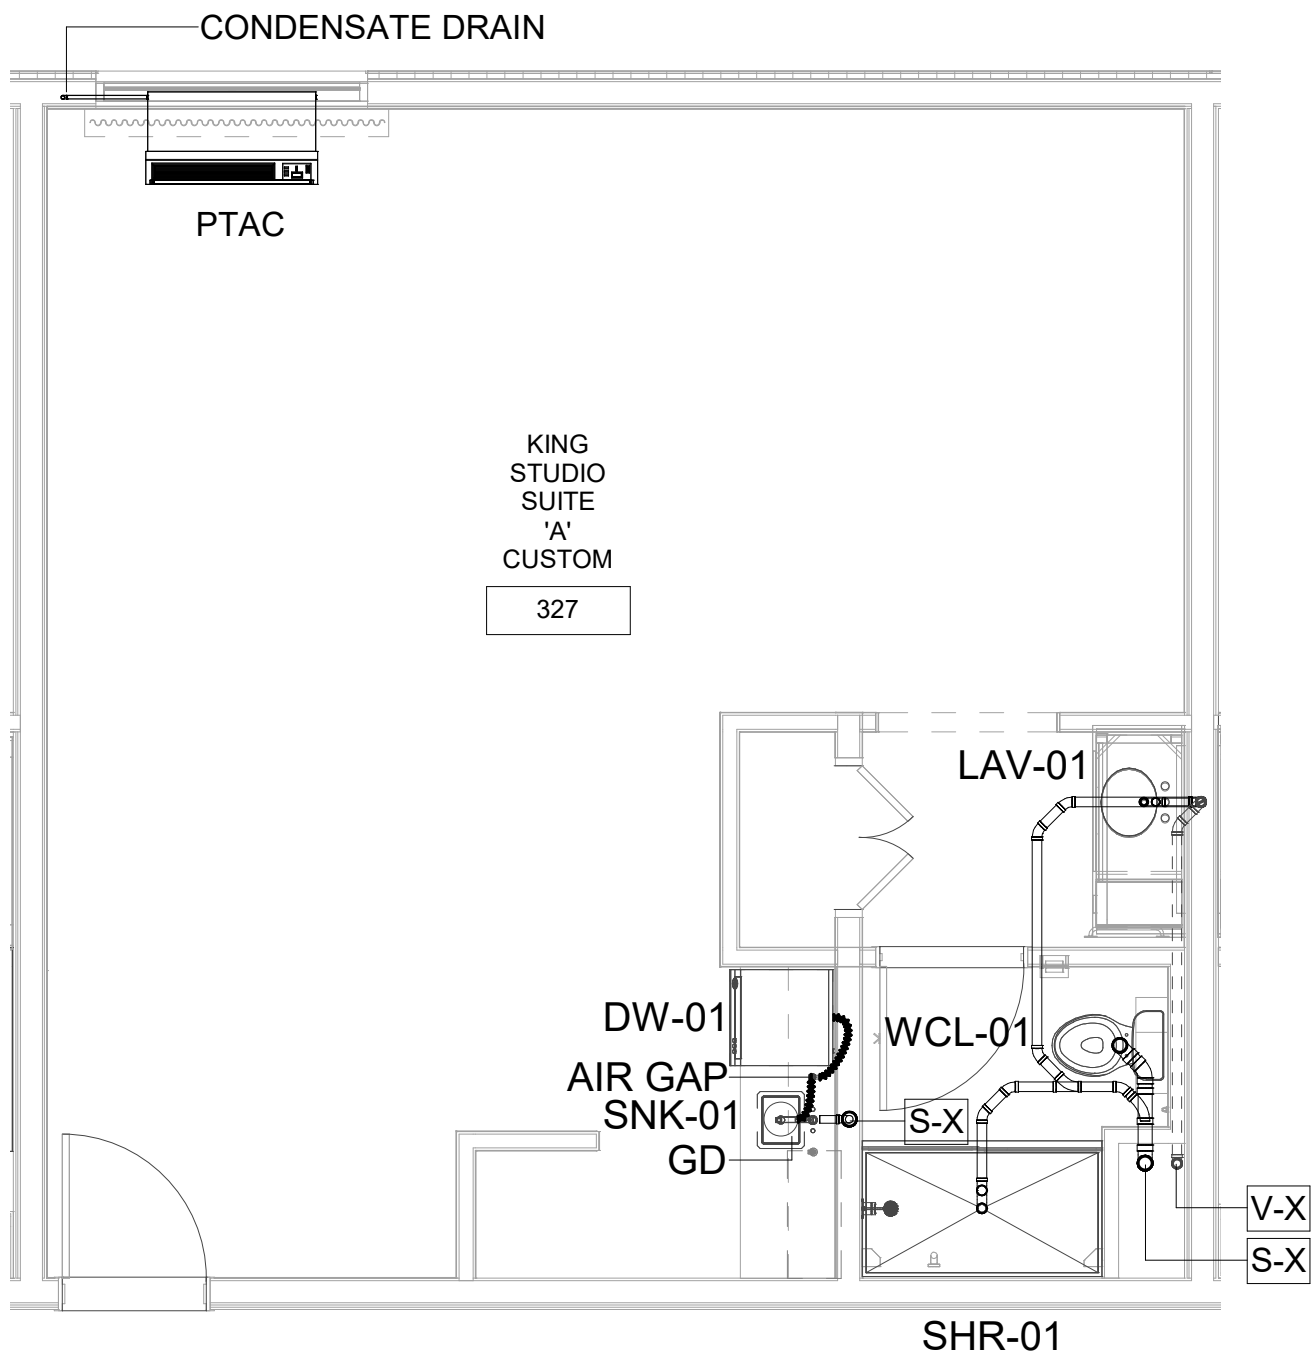 CONDENSATE DRAIN
PTAC
KING
STUDIO
SUITE
'A'
CUSTOM
327
LAV-01
DW-01
WCL-01
AIR GAP
SNK-01
S-X
GD
V-X
S-X
SHR-01